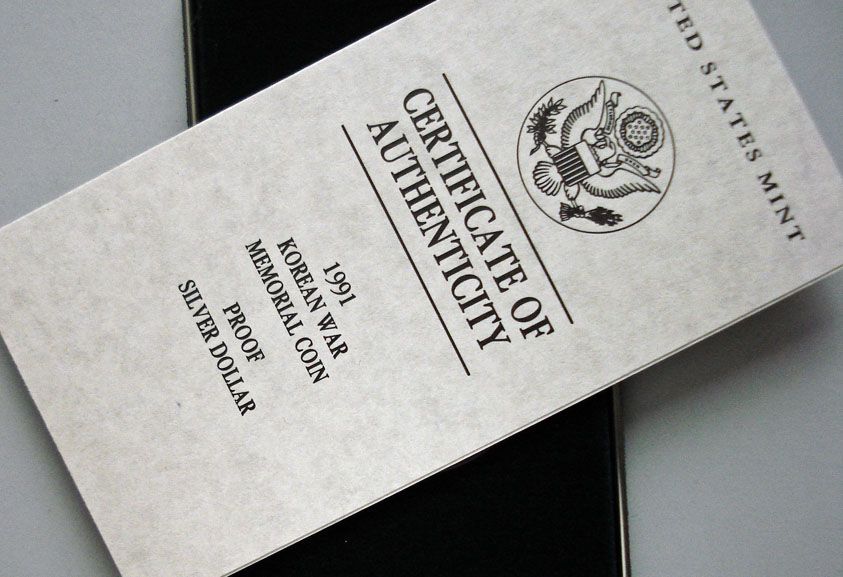 TED STATES MINT
CERTIFICATE OF
AUTHENTICITY
1991
KOREAN WAR
MEMORIAL COIN
PROOF
SILVER DOLLAR